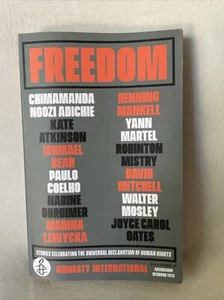 FREEDOM
CHIMAMANDA
NGOZI ADICHIE
KATE
ATKINSON
ISHMAEL
BEAH
PAULO
COELHO
NADINE
GORDIMER
MARINA
LEWYCKA
HENNING
MANKELL
YANN
MARTEL
ROHINTON
MISTRY
DAVID
MITCHELL
WALTER
MOSLEY
JOYCE CAROL
OATES
STORIES CELEBRATING THE UNIVERSAL DECLARATION OF HUMAN RIGHTS
AMNESTY INTERNATIONAL